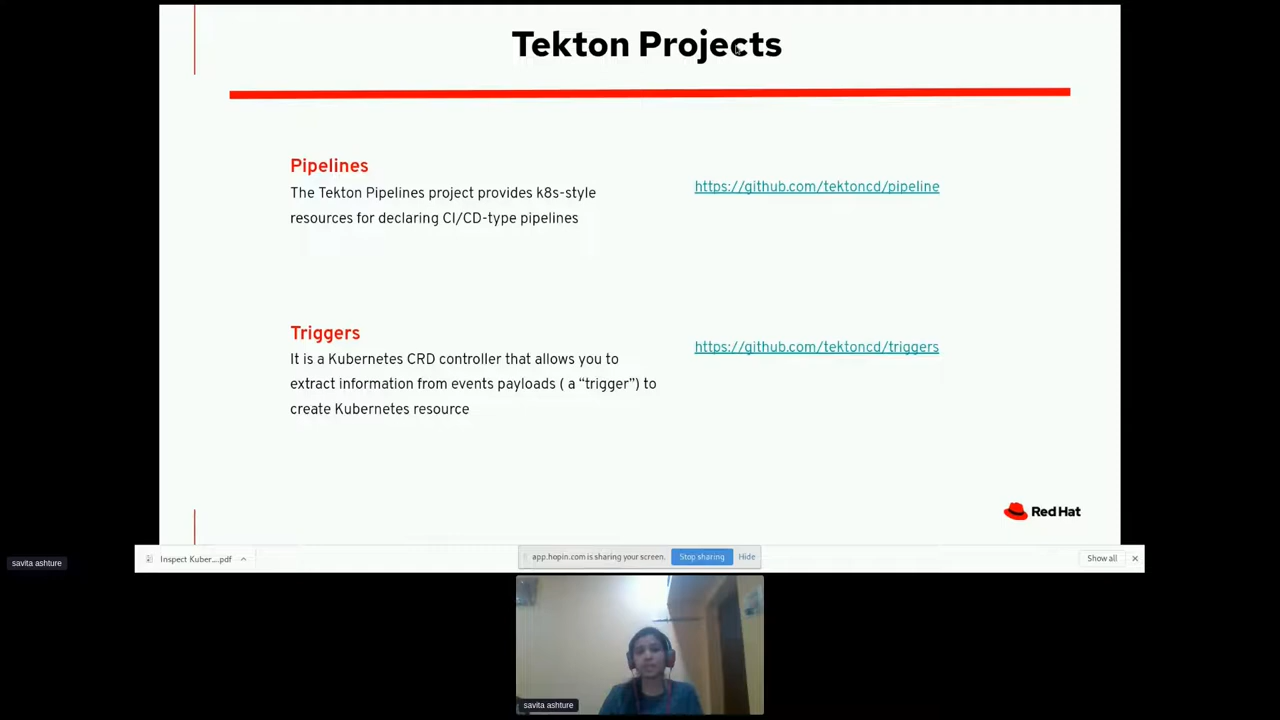 Tekton Projects
Pipelines
The Tekton Pipelines project provides k8s-style
resources for declaring CI/CD-type pipelines
https://github.com/tektoncd/pipeline
Triggers
It is a Kubernetes CRD controller that allows you to
extract information from events payloads ( a “trigger”) to
create Kubernetes resource
https://github.com/tektoncd/triggers
Red Hat
savita ashture
Inspect Kuber....pdf
app.hopin.com is sharing your screen.
Stop sharing
Hide
Show all
savita ashture